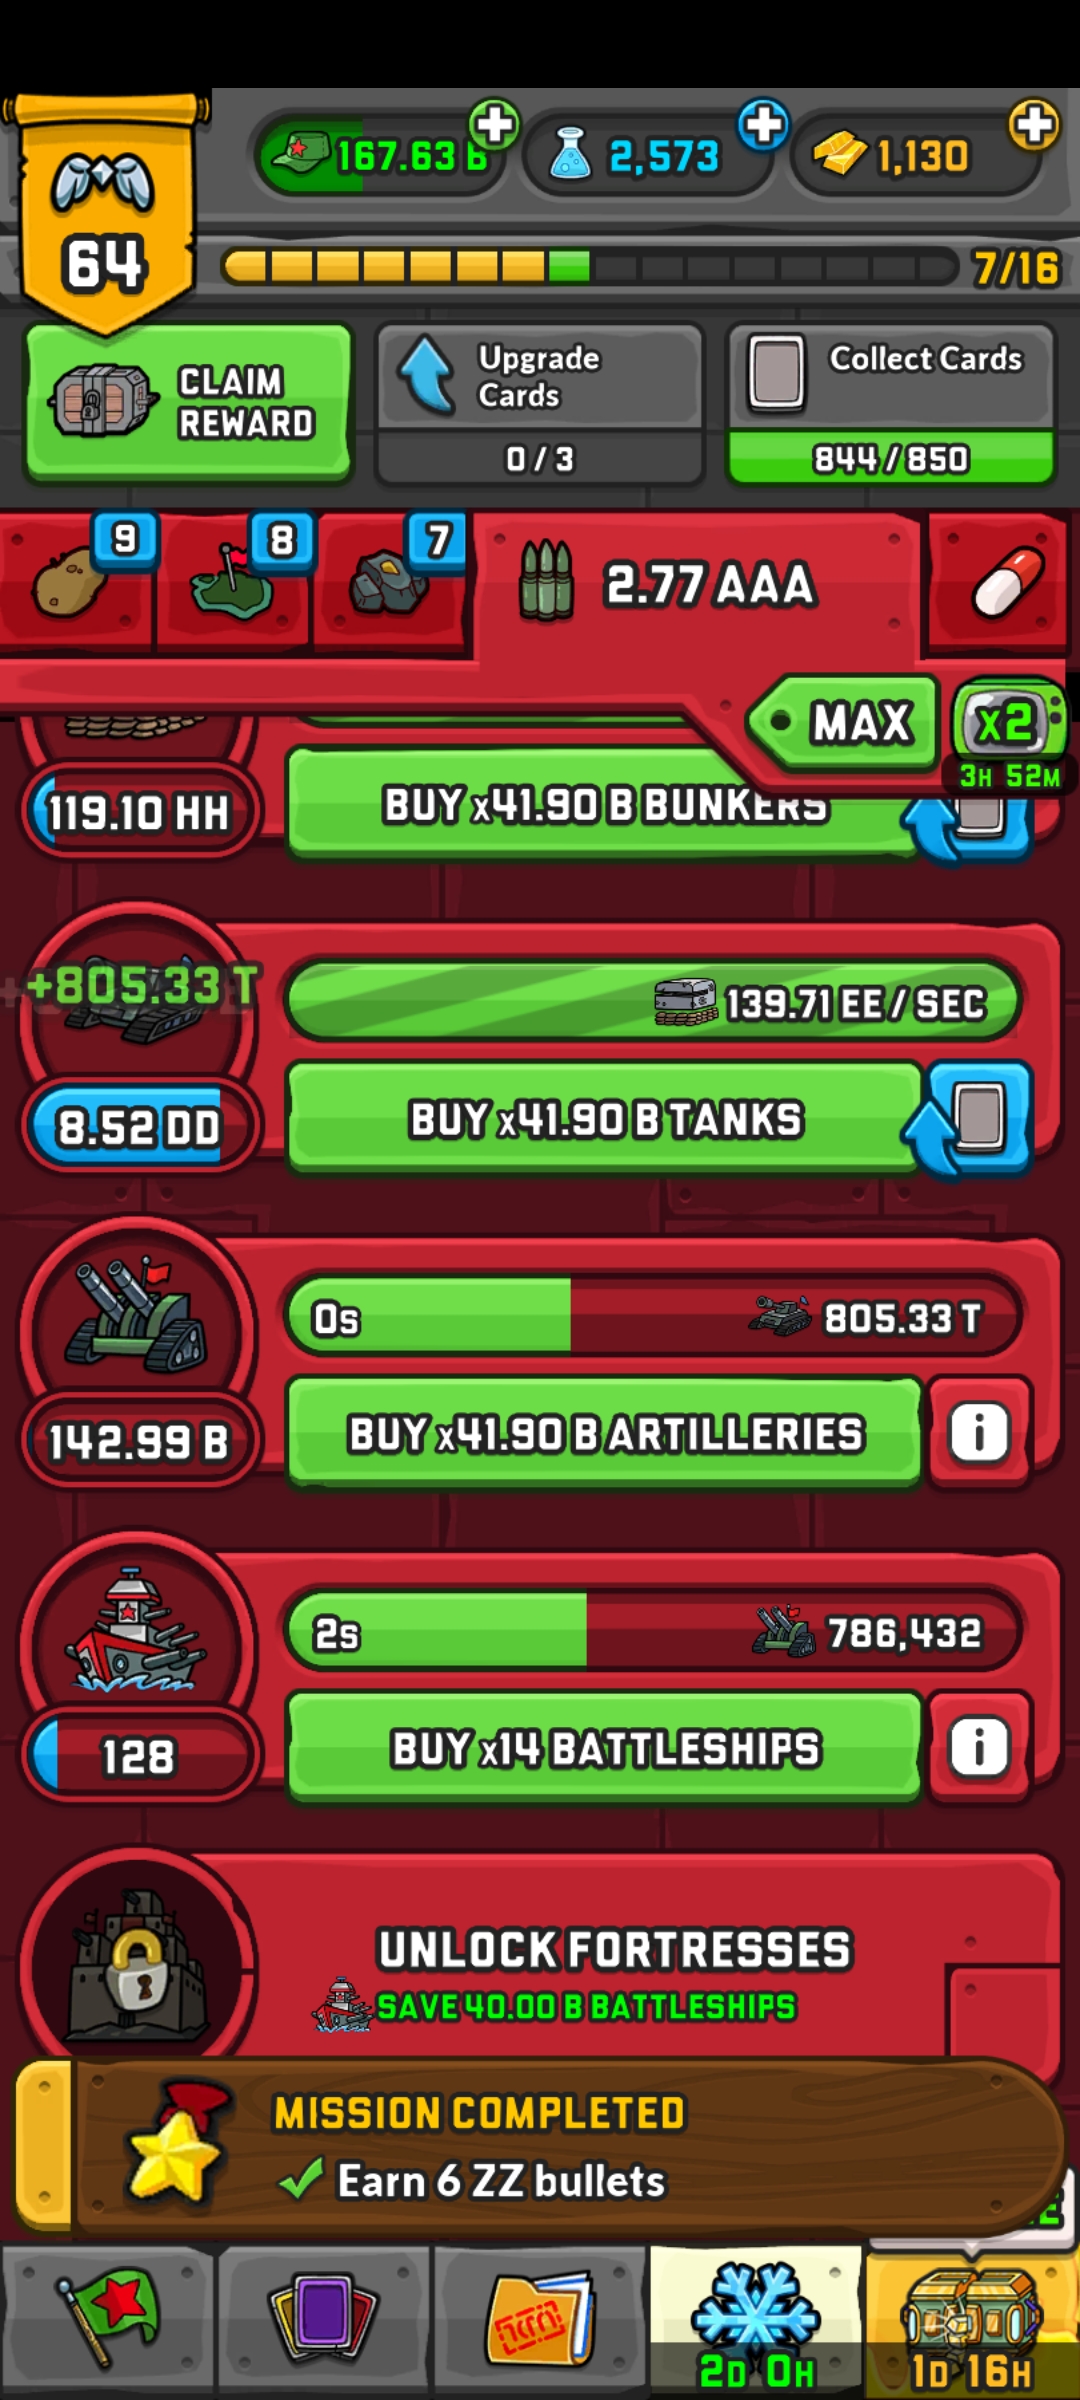 64
167.63 B
2,573
1,130
7/16
CLAIM
REWARD
Upgrade
Cards
0 / 3
Collect Cards
844 / 850
9
8
7
2.77 AAA
MAX
x2
3H 52M
119.10 HH
BUY x41.90 B BUNKERS
+805.33 T
139.71 EE / SEC
8.52 DD
BUY x41.90 B TANKS
0s
805.33 T
142.99 B
BUY x41.90 B ARTILLERIES
i
2s
786,432
128
BUY x14 BATTLESHIPS
i
UNLOCK FORTRESSES
SAVE 40.00 B BATTLESHIPS
MISSION COMPLETED
Earn 6 ZZ bullets
2D 0H
1D 16H